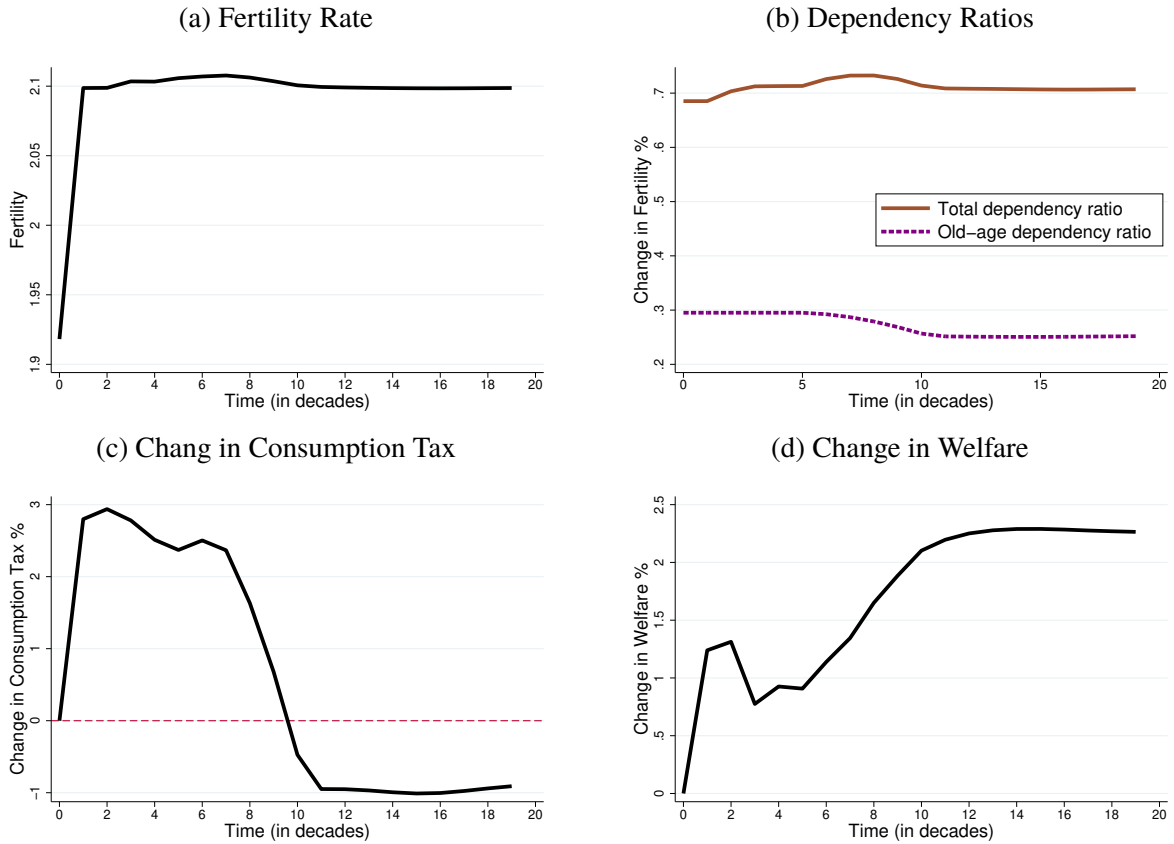 (a) Fertility Rate
Fertility
2.1
2.05
2
1.95
1.9
0 2 4 6 8 10 12 14 16 18 20
Time (in decades)
(b) Dependency Ratios
Change in Fertility %
.7
.6
.5
.4
.3
.2
Total dependency ratio
Old-age dependency ratio
0 5 10 15 20
Time (in decades)
(c) Chang in Consumption Tax
Change in Consumption Tax %
3
2
1
0
-1
0 2 4 6 8 10 12 14 16 18 20
Time (in decades)
(d) Change in Welfare
Change in Welfare %
2.5
2
1.5
1
.5
0
0 2 4 6 8 10 12 14 16 18 20
Time (in decades)